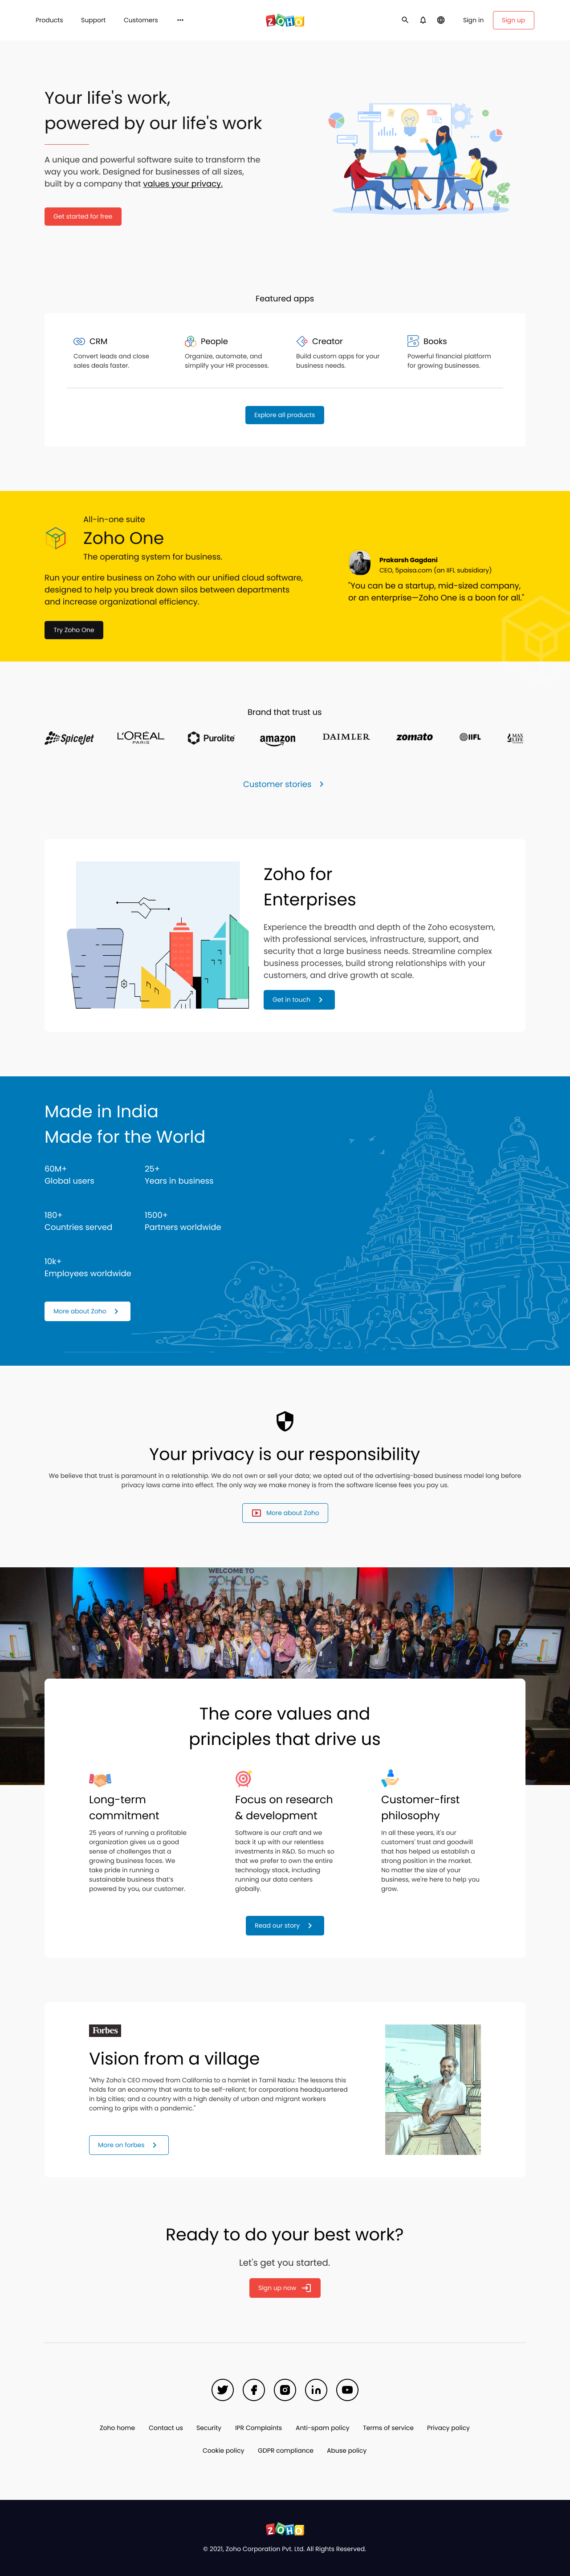 Products Support Customers
ZOHO
Sign in Sign up
Your life's work,
powered by our life's work
A unique and powerful software suite to transform the
way you work. Designed for businesses of all sizes,
built by a company that values your privacy.
Get started for free
Featured apps
CRM
Convert leads and close
sales deals faster.
People
Organize, automate, and
simplify your HR processes.
Creator
Build custom apps for your
business needs.
Books
Powerful financial platform
for growing businesses.
Explore all products
All-in-one suite
Zoho One
The operating system for business.
Run your entire business on Zoho with our unified cloud software,
designed to help you break down silos between departments
and increase organizational efficiency.
Try Zoho One
Prakarsh Gagdani
CEO, 5paisa.com (an IIFL subsidiary)
"You can be a startup, mid-sized company,
or an enterprise—Zoho One is a boon for all."
Brand that trust us
SpiceJet
L'ORÉAL
PARIS
Purolite
amazon
DAIMLER
zomato
IIFL
MAX
LIFE
Customer stories
Zoho for
Enterprises
Experience the breadth and depth of the Zoho ecosystem,
with professional services, infrastructure, support, and
security that a large business needs. Streamline complex
business processes, build strong relationships with your
customers, and drive growth at scale.
Get in touch
Made in India
Made for the World
60M+
Global users
25+
Years in business
180+
Countries served
1500+
Partners worldwide
10k+
Employees worldwide
More about Zoho
Your privacy is our responsibility
We believe that trust is paramount in a relationship. We do not own or sell your data; we opted out of the advertising-based business model long before
privacy laws came into effect. The only way we make money is from the software license fees you pay us.
More about Zoho
WELCOME TO
ZOHOLICS
The core values and
principles that drive us
Long-term
commitment
25 years of running a profitable
organization gives us a good
sense of challenges that a
growing business faces. We
take pride in running a
sustainable business that's
powered by you, our customer.
Focus on research
& development
Software is our craft and we
back it up with our relentless
investments in R&D. So much so
that we prefer to own the entire
technology stack, including
running our data centers
globally.
Customer-first
philosophy
In all these years, it's our
customers' trust and goodwill
that has helped us establish a
strong position in the market.
No matter the size of your
business, we're here to help you
grow.
Read our story
Forbes
Vision from a village
"Why Zoho's CEO moved from California to a hamlet in Tamil Nadu: The lessons this
holds for an economy that wants to be self-reliant; for corporations headquartered
in big cities; and a country with a high density of urban and migrant workers
coming to grips with a pandemic."
More on forbes
Ready to do your best work?
Let's get you started.
Sign up now
Zoho home Contact us Security IPR Complaints Anti-spam policy Terms of service Privacy policy
Cookie policy GDPR compliance Abuse policy
ZOHO
© 2021, Zoho Corporation Pvt. Ltd. All Rights Reserved.